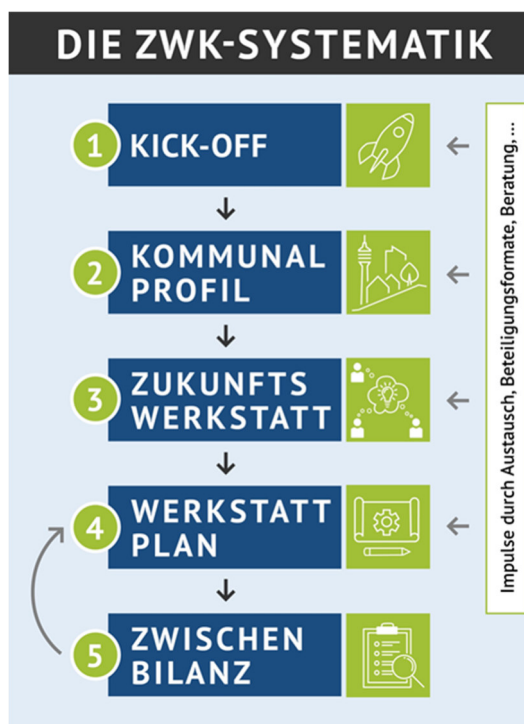 DIE ZWK-SYSTEMATIK
1
KICK-OFF
2
KOMMUNAL
PROFIL
3
ZUKUNFTS
WERKSTATT
4
WERKSTATT
PLAN
5
ZWISCHEN
BILANZ
Impulse durch Austausch, Beteiligungsformate, Beratung, ...